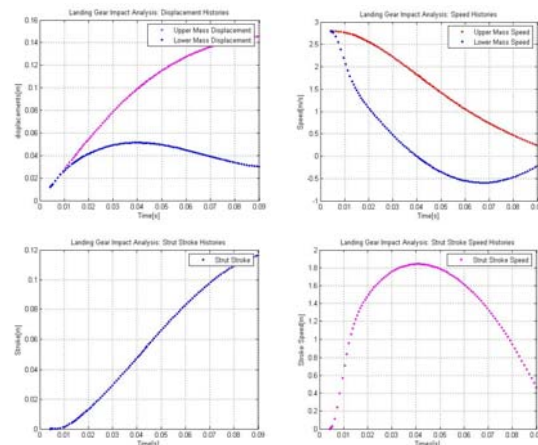 Landing Gear Impact Analysis: Displacement Histories
Upper Mass Displacement
Lower Mass Displacement
displacements[m]
0.16
0.14
0.12
0.1
0.08
0.06
0.04
0.02
0
0 0.01 0.02 0.03 0.04 0.05 0.06 0.07 0.08 0.09
Time[s]
Landing Gear Impact Analysis: Speed Histories
Upper Mass Speed
Lower Mass Speed
Speed[m/s]
3
2.5
2
1.5
1
0.5
0
-0.5
-1
0 0.01 0.02 0.03 0.04 0.05 0.06 0.07 0.08 0.09
Time[s]
Landing Gear Impact Analysis: Strut Stroke Histories
Strut Stroke
Stroke[m]
0.12
0.1
0.08
0.06
0.04
0.02
0
0 0.01 0.02 0.03 0.04 0.05 0.06 0.07 0.08 0.09
Time[s]
Landing Gear Impact Analysis: Strut Stroke Speed Histories
Strut Stroke Speed
Stroke Speed[m]
2
1.8
1.6
1.4
1.2
1
0.8
0.6
0.4
0.2
0
0 0.01 0.02 0.03 0.04 0.05 0.06 0.07 0.08 0.09
Time[s]